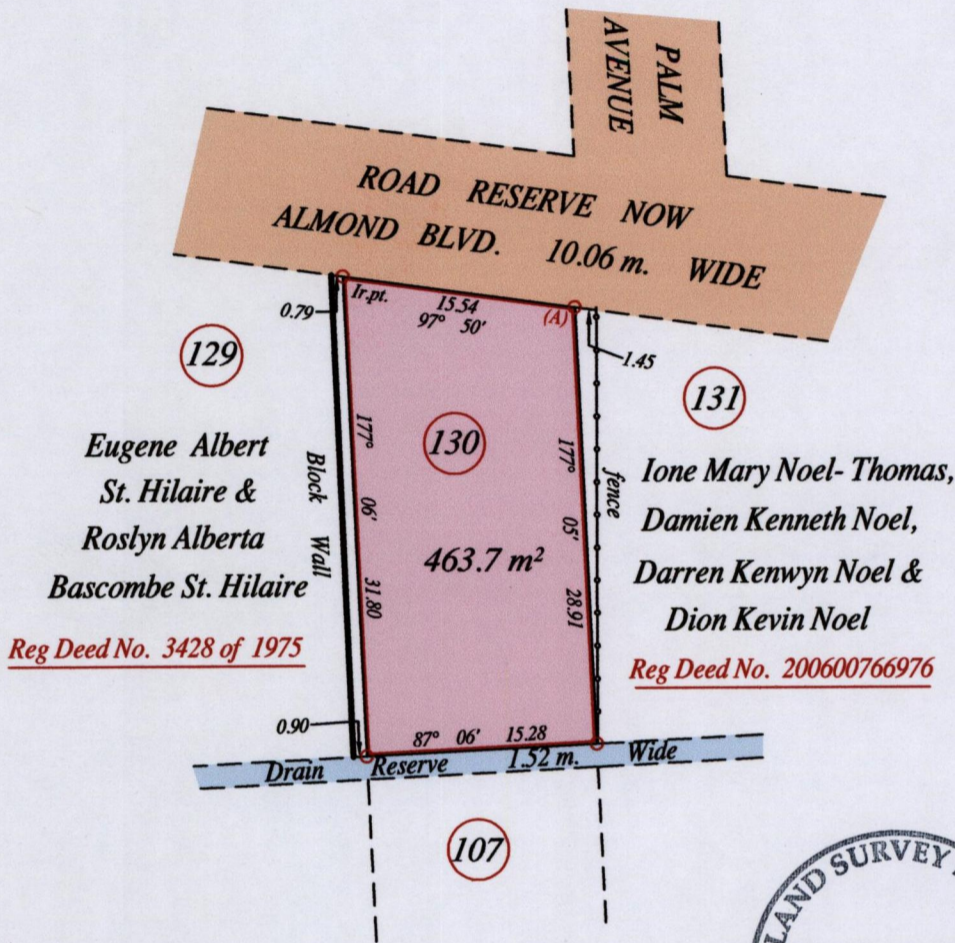 PALM
AVENUE
ROAD RESERVE NOW
ALMOND BLVD. 10.06 m. WIDE
Ir.pt.
15.54
97° 50'
(A)
0.79
1.45
129
131
130
Eugene Albert
St. Hilaire &
Roslyn Alberta
Bascombe St. Hilaire
Reg Deed No. 3428 of 1975
Block Wall
177° 06' 31.80
463.7 m²
177° 05' 28.91
fence
Ione Mary Noel- Thomas,
Damien Kenneth Noel,
Darren Kenwyn Noel &
Dion Kevin Noel
Reg Deed No. 200600766976
0.90
87° 06' 15.28
Drain Reserve 1.52 m. Wide
107
LAND SURVEY